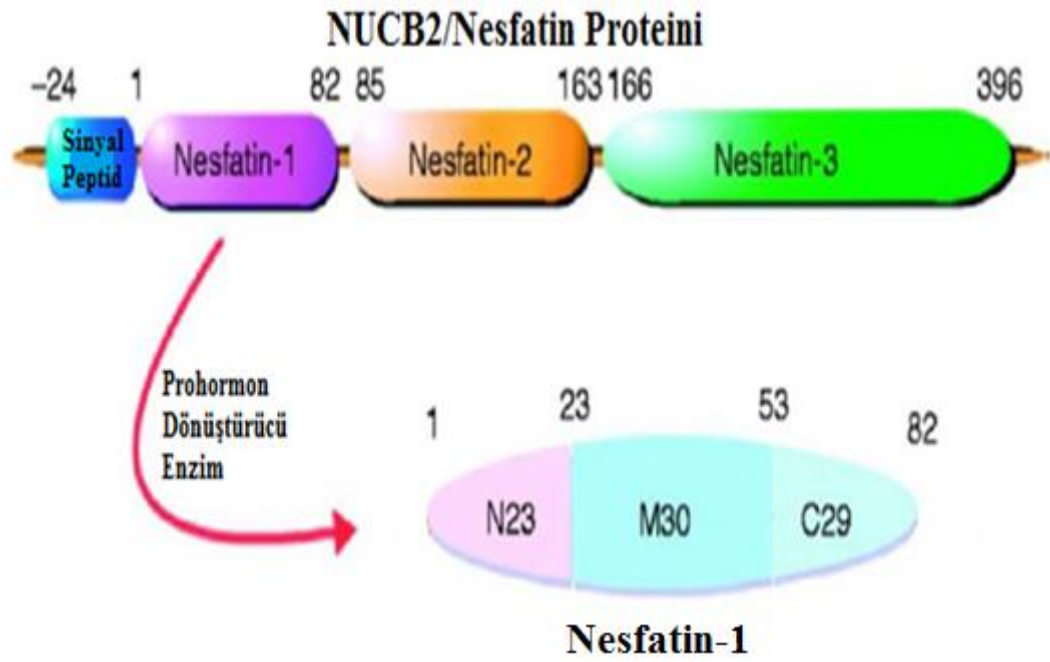 NUCB2/Nesfatin Proteini
–24 1 82 85 163 166 396
Sinyal
Peptid
Nesfatin-1
Nesfatin-2
Nesfatin-3
Prohormon
Dönüştürücü
Enzim
1 23 53 82
N23
M30
C29
Nesfatin-1